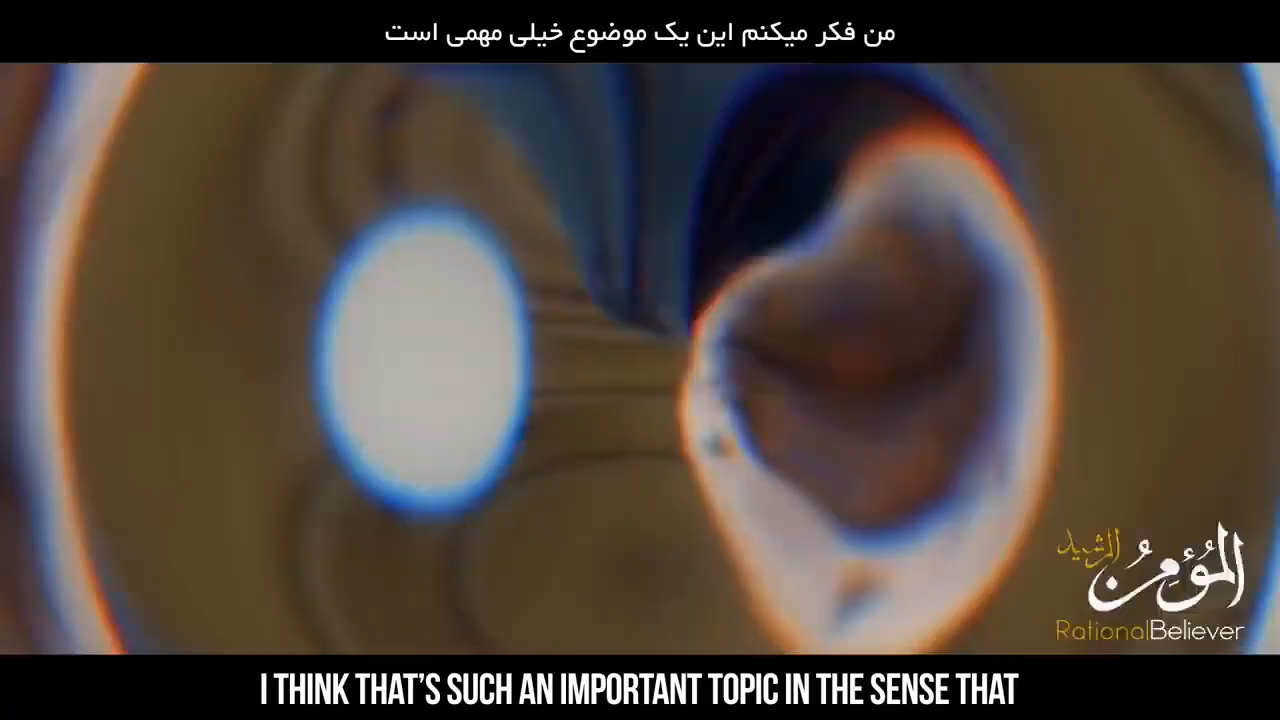 من فکر میکنم این یک موضوع خیلی مهمی است
المؤمن الرشيد
RationalBeliever
I THINK THAT'S SUCH AN IMPORTANT TOPIC IN THE SENSE THAT